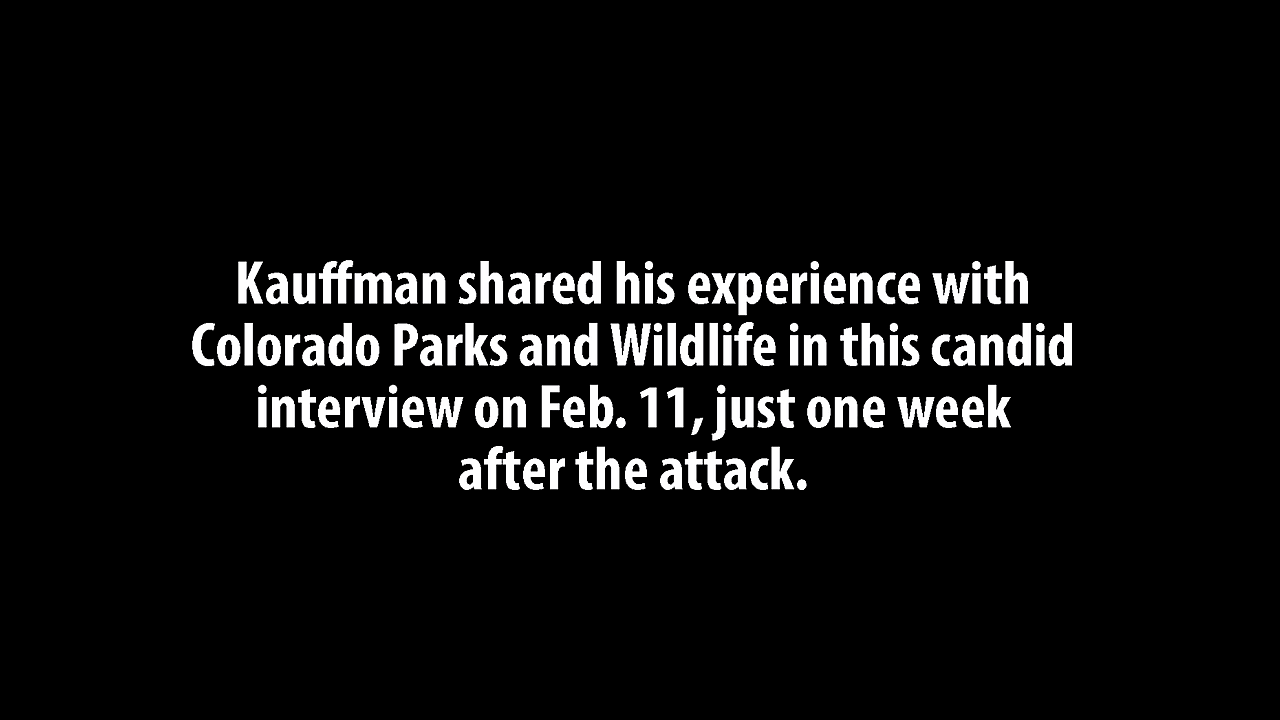 Kauffman shared his experience with
Colorado Parks and Wildlife in this candid
interview on Feb. 11, just one week
after the attack.